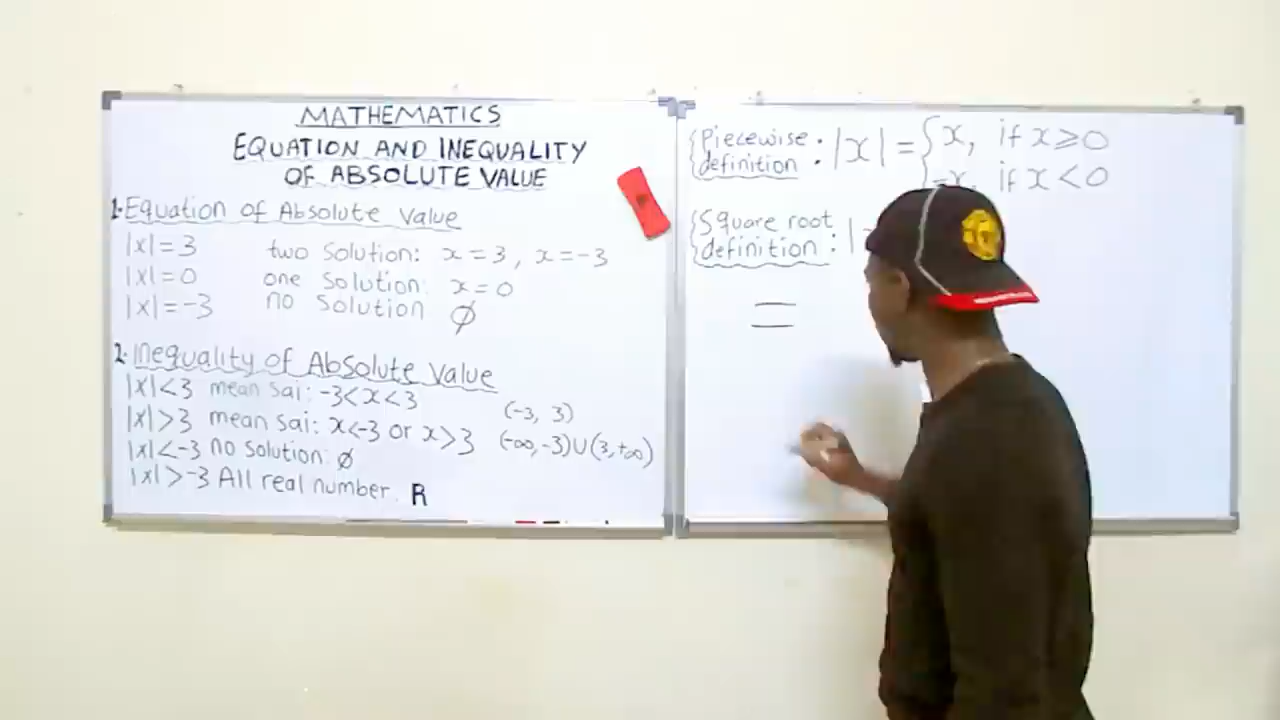 MATHEMATICS
EQUATION AND INEQUALITY
OF ABSOLUTE VALUE
1. Equation of Absolute Value
|x|=3 two solution: x=3, x=-3
|x|=0 one solution: x=0
|x|=-3 no solution ∅
2. Inequality of Absolute Value
|x|<3 mean sai: -3<x<3 (-3, 3)
|x|>3 mean sai: x<-3 or x>3 (-∞,-3)∪(3,+∞)
|x|<-3 no solution: ∅
|x|>-3 All real number. R
Piecewise definition: |x|={x, if x≥0
-x, if x<0
Square root
definition: |
=